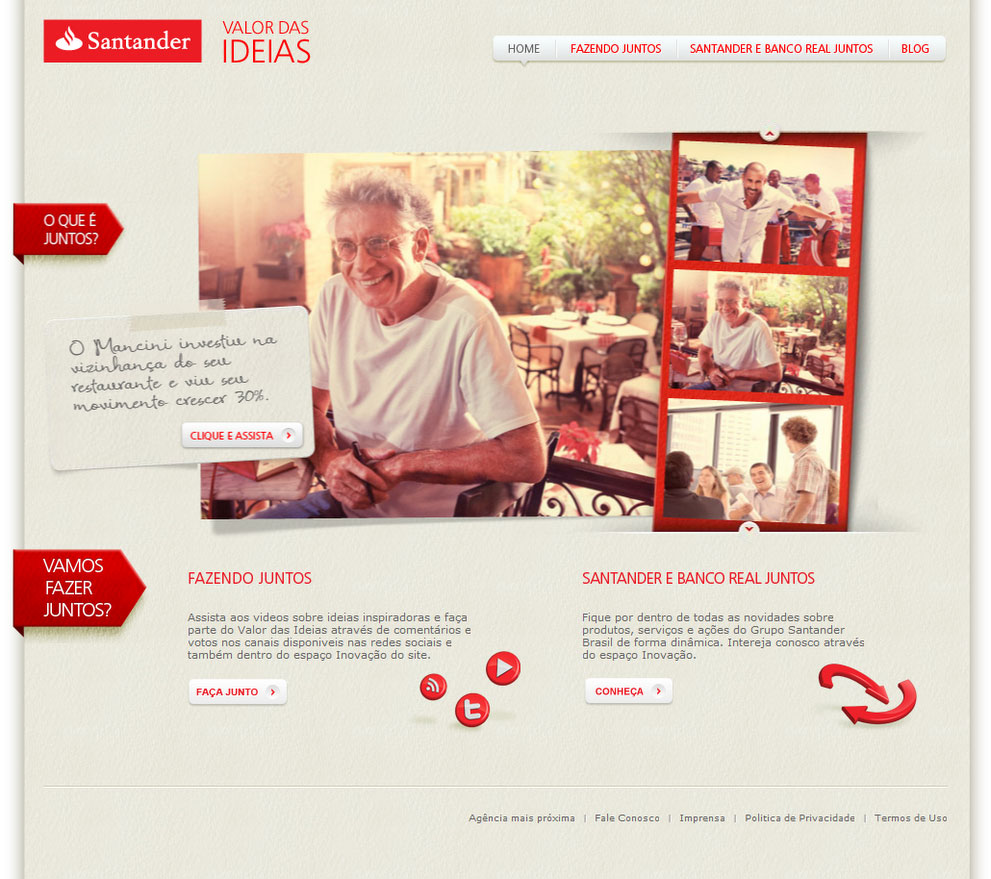 Santander
VALOR DAS
IDEIAS
HOME
FAZENDO JUNTOS
SANTANDER E BANCO REAL JUNTOS
BLOG
O QUE É
JUNTOS?
O Mancini investiu na
vizinhança do seu
restaurante e viu seu
movimento crescer 30%.
CLIQUE E ASSISTA
VAMOS
FAZER
JUNTOS?
FAZENDO JUNTOS
Assista aos videos sobre ideias inspiradoras e faça
parte do Valor das Ideias através de comentários e
votos nos canais disponiveis nas redes sociais e
também dentro do espaço Inovação do site.
FAÇA JUNTO
SANTANDER E BANCO REAL JUNTOS
Fique por dentro de todas as novidades sobre
produtos, serviços e ações do Grupo Santander
Brasil de forma dinâmica. Intereja conosco através
do espaço Inovação.
CONHEÇA
Agência mais próxima | Fale Conosco | Imprensa | Politica de Privacidade | Termos de Uso